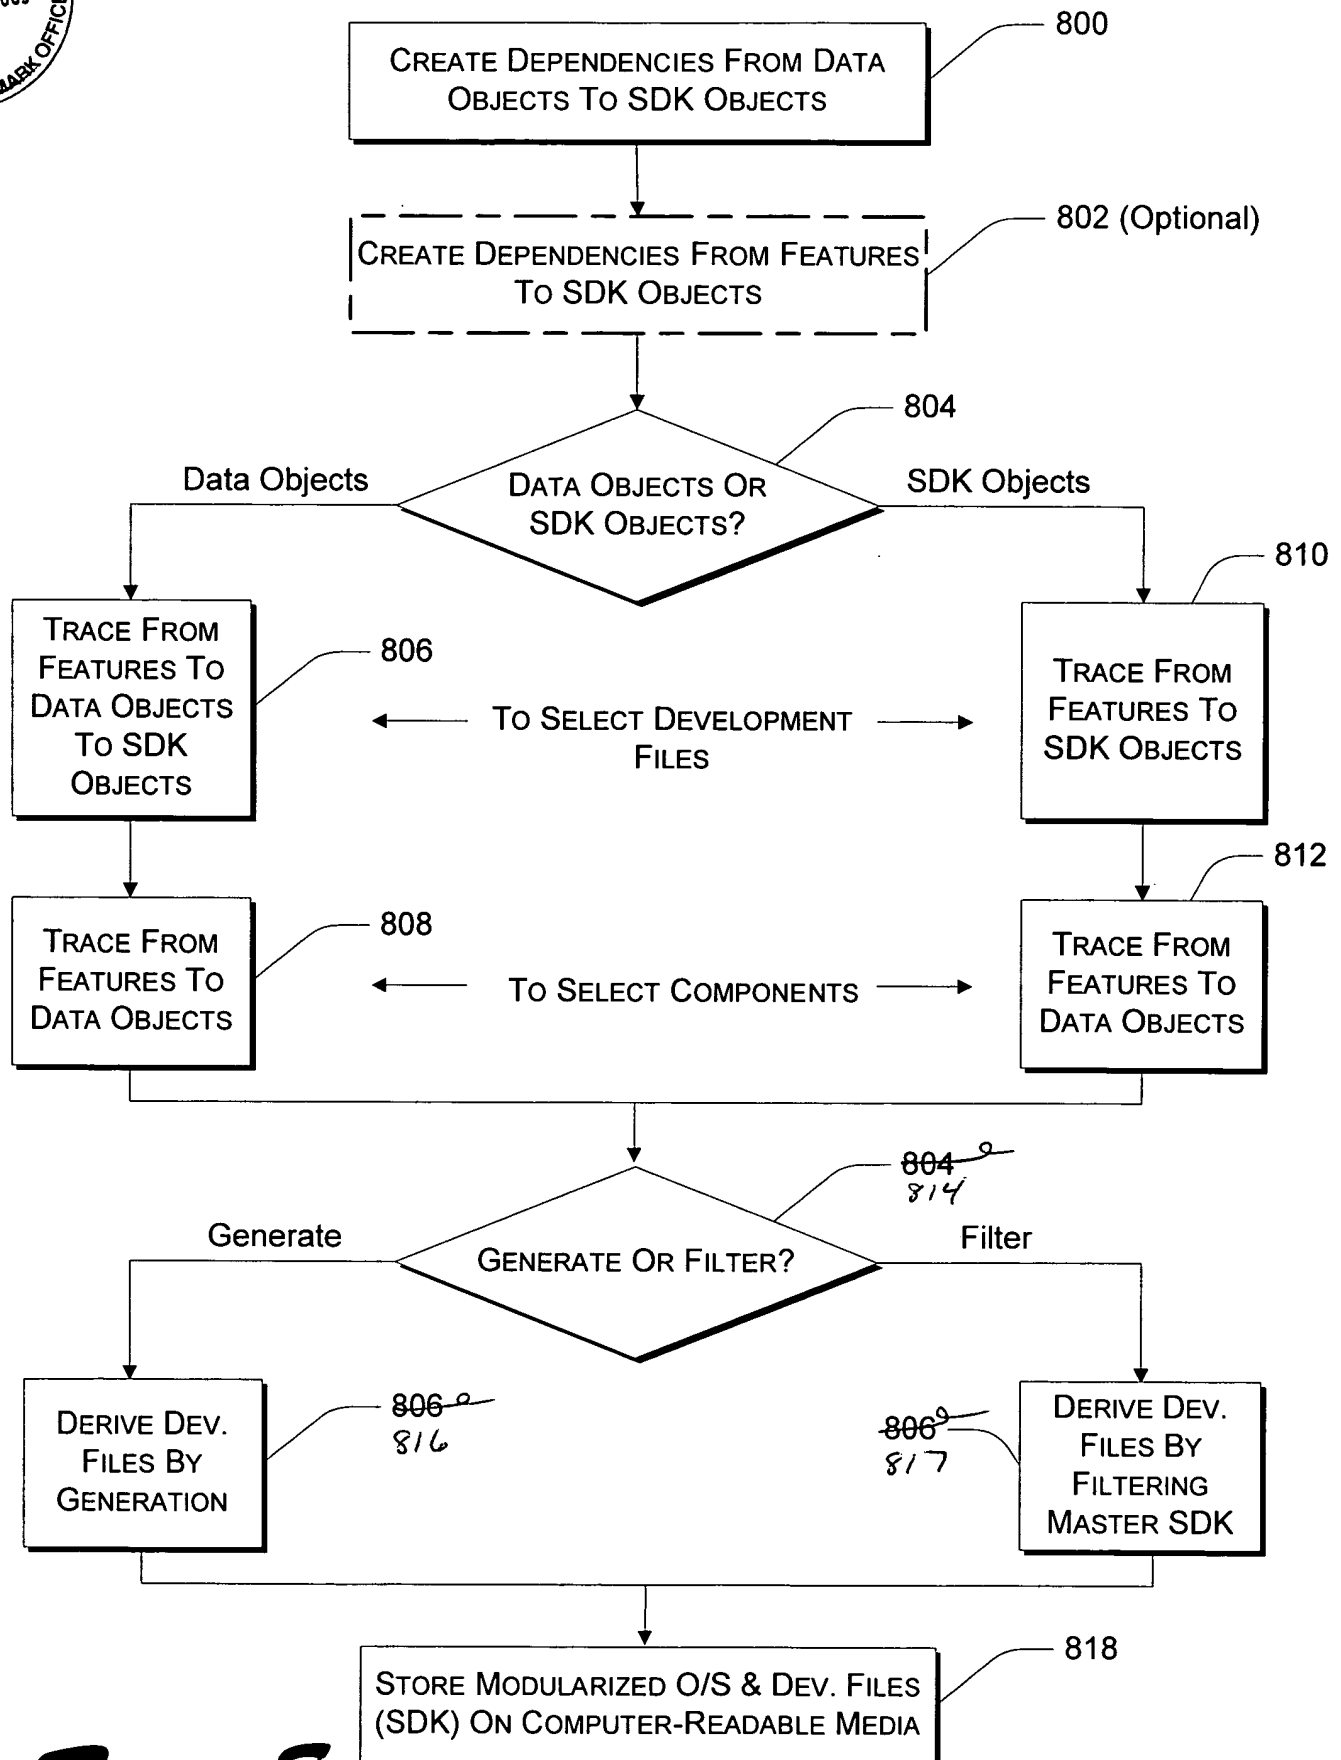 MARK OFFICE
800
CREATE DEPENDENCIES FROM DATA
OBJECTS TO SDK OBJECTS
802 (Optional)
CREATE DEPENDENCIES FROM FEATURES
TO SDK OBJECTS
804
Data Objects
DATA OBJECTS OR
SDK OBJECTS?
SDK Objects
810
TRACE FROM
FEATURES TO
DATA OBJECTS
TO SDK
OBJECTS
806
TO SELECT DEVELOPMENT
FILES
TRACE FROM
FEATURES TO
SDK OBJECTS
812
TRACE FROM
FEATURES TO
DATA OBJECTS
808
TO SELECT COMPONENTS
TRACE FROM
FEATURES TO
DATA OBJECTS
804
814
Generate
GENERATE OR FILTER?
Filter
DERIVE DEV.
FILES BY
GENERATION
806
816
806
817
DERIVE DEV.
FILES BY
FILTERING
MASTER SDK
818
STORE MODULARIZED O/S & DEV. FILES
(SDK) ON COMPUTER-READABLE MEDIA